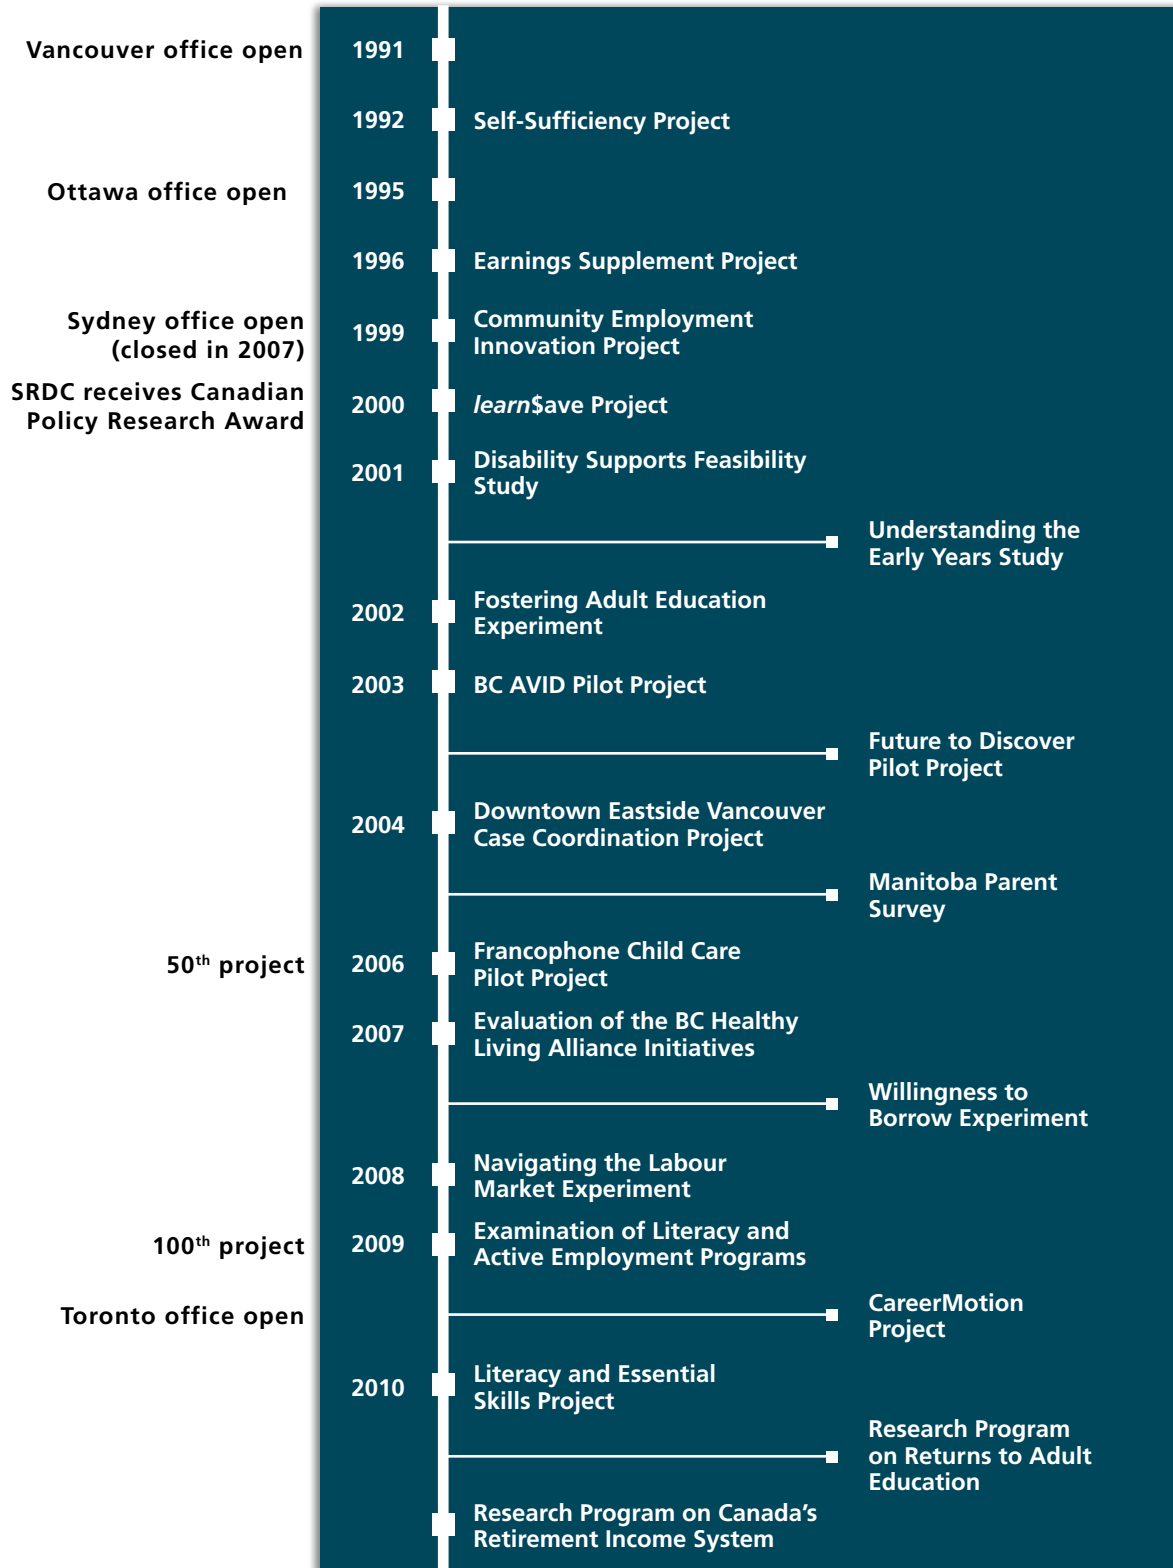 Vancouver office open
1991
1992
Self-Sufficiency Project
Ottawa office open
1995
1996
Earnings Supplement Project
Sydney office open
(closed in 2007)
1999
Community Employment
Innovation Project
SRDC receives Canadian
Policy Research Award
2000
learn$ave Project
2001
Disability Supports Feasibility
Study
Understanding the
Early Years Study
2002
Fostering Adult Education
Experiment
2003
BC AVID Pilot Project
Future to Discover
Pilot Project
2004
Downtown Eastside Vancouver
Case Coordination Project
Manitoba Parent
Survey
50th project
2006
Francophone Child Care
Pilot Project
2007
Evaluation of the BC Healthy
Living Alliance Initiatives
Willingness to
Borrow Experiment
2008
Navigating the Labour
Market Experiment
100th project
2009
Examination of Literacy and
Active Employment Programs
Toronto office open
CareerMotion
Project
2010
Literacy and Essential
Skills Project
Research Program
on Returns to Adult
Education
Research Program on Canada's
Retirement Income System